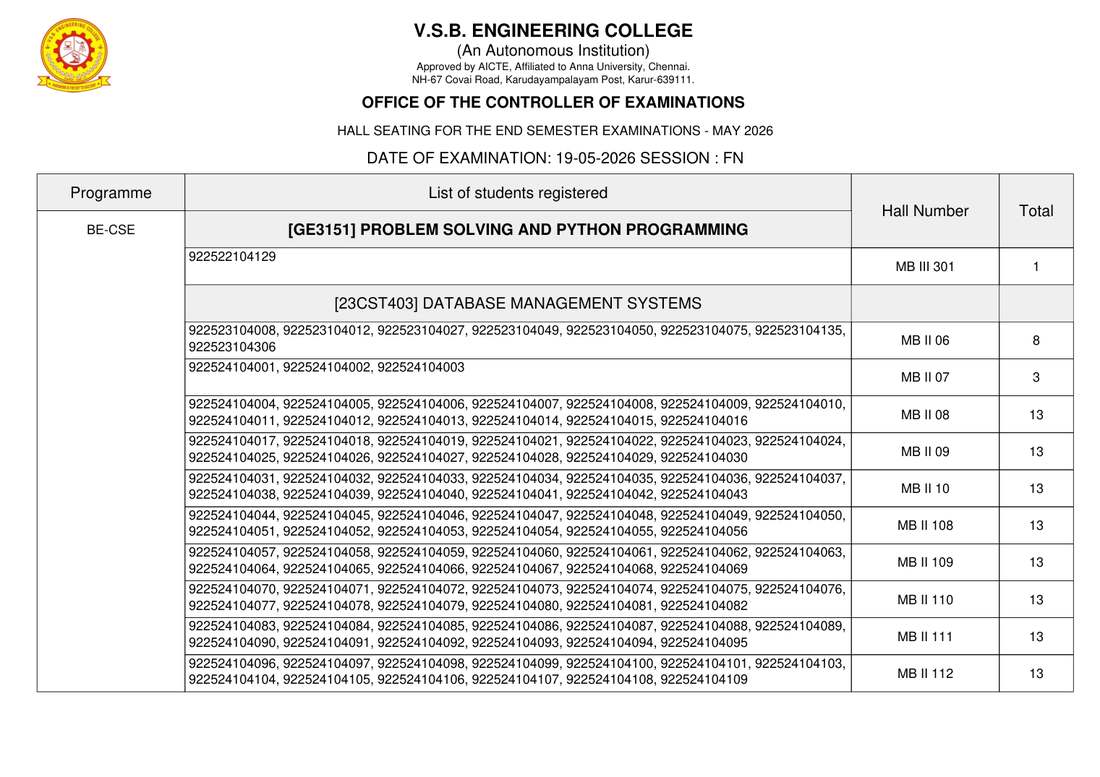 V.S.B. ENGINEERING COLLEGE
(An Autonomous Institution)
Approved by AICTE, Affiliated to Anna University, Chennai.
NH-67 Covai Road, Karudayampalayam Post, Karur-639111.
OFFICE OF THE CONTROLLER OF EXAMINATIONS
HALL SEATING FOR THE END SEMESTER EXAMINATIONS - MAY 2026
DATE OF EXAMINATION: 19-05-2026 SESSION : FN
Programme List of students registered Hall Number Total
BE-CSE [GE3151] PROBLEM SOLVING AND PYTHON PROGRAMMING
922522104129 MB III 301 1
[23CST403] DATABASE MANAGEMENT SYSTEMS
922523104008, 922523104012, 922523104027, 922523104049, 922523104050, 922523104075, 922523104135,
922523104306 MB II 06 8
922524104001, 922524104002, 922524104003 MB II 07 3
922524104004, 922524104005, 922524104006, 922524104007, 922524104008, 922524104009, 922524104010,
922524104011, 922524104012, 922524104013, 922524104014, 922524104015, 922524104016 MB II 08 13
922524104017, 922524104018, 922524104019, 922524104021, 922524104022, 922524104023, 922524104024,
922524104025, 922524104026, 922524104027, 922524104028, 922524104029, 922524104030 MB II 09 13
922524104031, 922524104032, 922524104033, 922524104034, 922524104035, 922524104036, 922524104037,
922524104038, 922524104039, 922524104040, 922524104041, 922524104042, 922524104043 MB II 10 13
922524104044, 922524104045, 922524104046, 922524104047, 922524104048, 922524104049, 922524104050,
922524104051, 922524104052, 922524104053, 922524104054, 922524104055, 922524104056 MB II 108 13
922524104057, 922524104058, 922524104059, 922524104060, 922524104061, 922524104062, 922524104063,
922524104064, 922524104065, 922524104066, 922524104067, 922524104068, 922524104069 MB II 109 13
922524104070, 922524104071, 922524104072, 922524104073, 922524104074, 922524104075, 922524104076,
922524104077, 922524104078, 922524104079, 922524104080, 922524104081, 922524104082 MB II 110 13
922524104083, 922524104084, 922524104085, 922524104086, 922524104087, 922524104088, 922524104089,
922524104090, 922524104091, 922524104092, 922524104093, 922524104094, 922524104095 MB II 111 13
922524104096, 922524104097, 922524104098, 922524104099, 922524104100, 922524104101, 922524104103,
922524104104, 922524104105, 922524104106, 922524104107, 922524104108, 922524104109 MB II 112 13